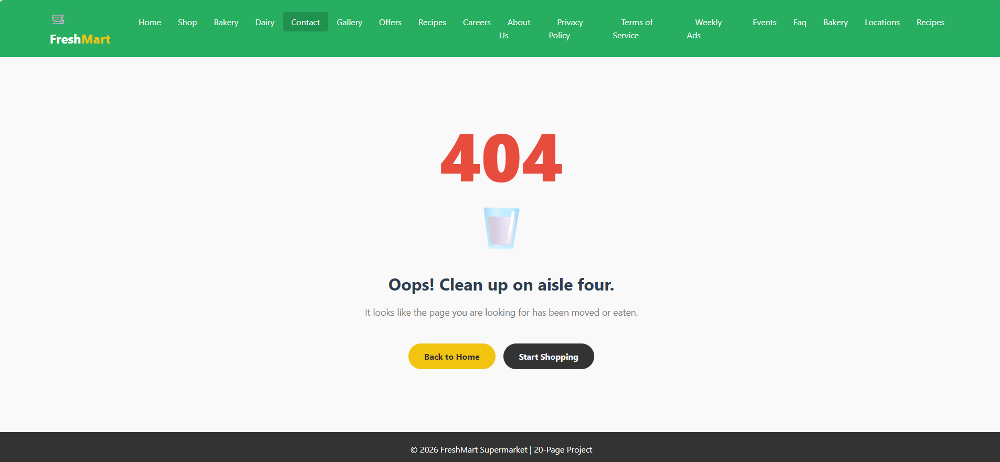 FreshMart
Home Shop Bakery Dairy Contact Gallery Offers Recipes Careers About Us Privacy Policy Terms of Service Weekly Ads Events Faq Bakery Locations Recipes
404
Oops! Clean up on aisle four.
It looks like the page you are looking for has been moved or eaten.
Back to Home Start Shopping
© 2026 FreshMart Supermarket | 20-Page Project